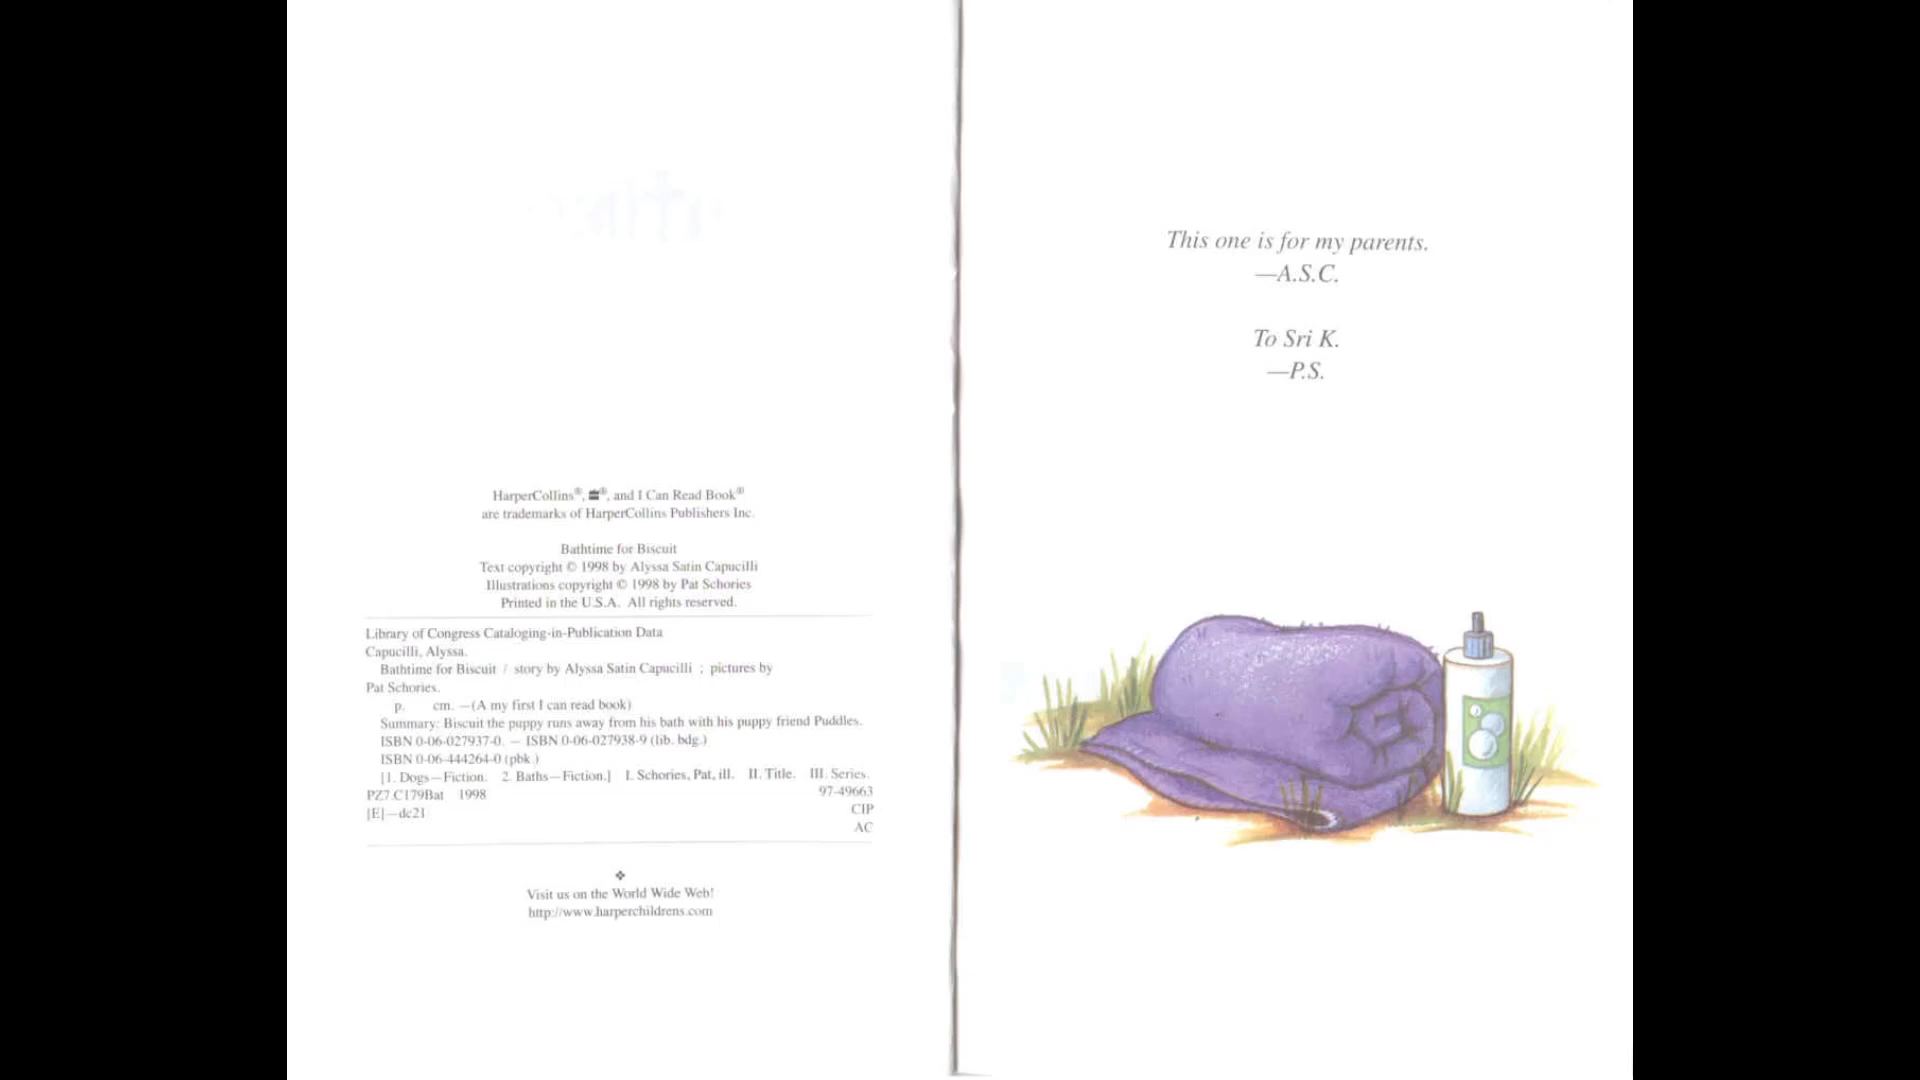 HarperCollins®, ®, and I Can Read Book®
are trademarks of HarperCollins Publishers Inc.
Bathtime for Biscuit
Text copyright © 1998 by Alyssa Satin Capucilli
Illustrations copyright © 1998 by Pat Schories
Printed in the U.S.A. All rights reserved.
Library of Congress Cataloging-in-Publication Data
Capucilli, Alyssa.
Bathtime for Biscuit / story by Alyssa Satin Capucilli ; pictures by
Pat Schories.
p. cm. — (A my first I can read book)
Summary: Biscuit the puppy runs away from his bath with his puppy friend Puddles.
ISBN 0-06-027937-0. — ISBN 0-06-027938-9 (lib. bdg.)
ISBN 0-06-444264-0 (pbk.)
[1. Dogs—Fiction. 2. Baths—Fiction.] I. Schories, Pat, ill. II. Title. III. Series.
PZ7.C179Bat 1998 97-49663
[E]—dc21 CIP
AC
❖
Visit us on the World Wide Web!
http://www.harperchildrens.com
This one is for my parents.
—A.S.C.
To Sri K.
—P.S.